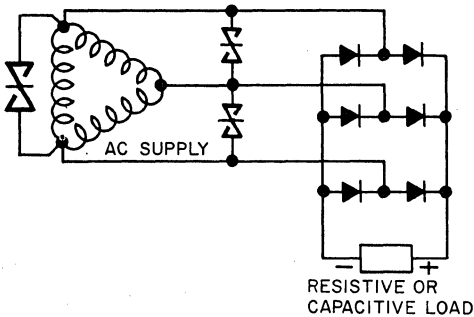 AC SUPPLY
− +
RESISTIVE OR
CAPACITIVE LOAD